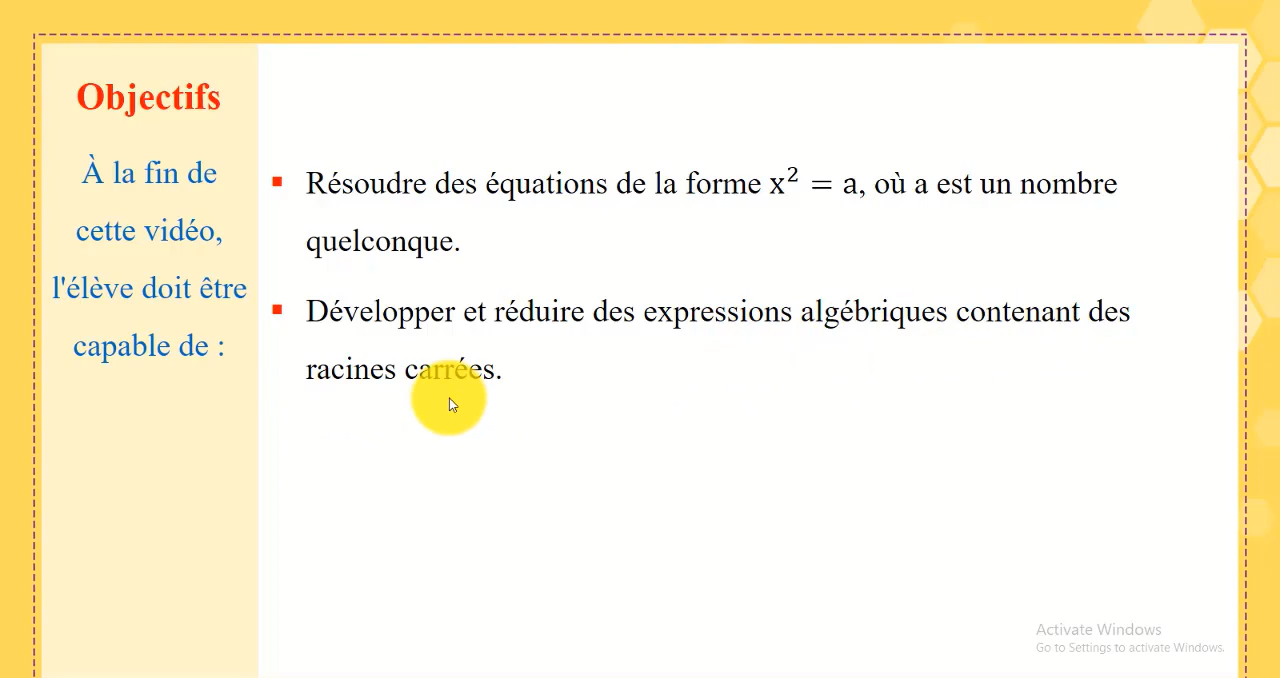 Objectifs
À la fin de
cette vidéo,
l'élève doit être
capable de :
Résoudre des équations de la forme x² = a, où a est un nombre
quelconque.
Développer et réduire des expressions algébriques contenant des
racines carrées.
Activate Windows
Go to Settings to activate Windows.